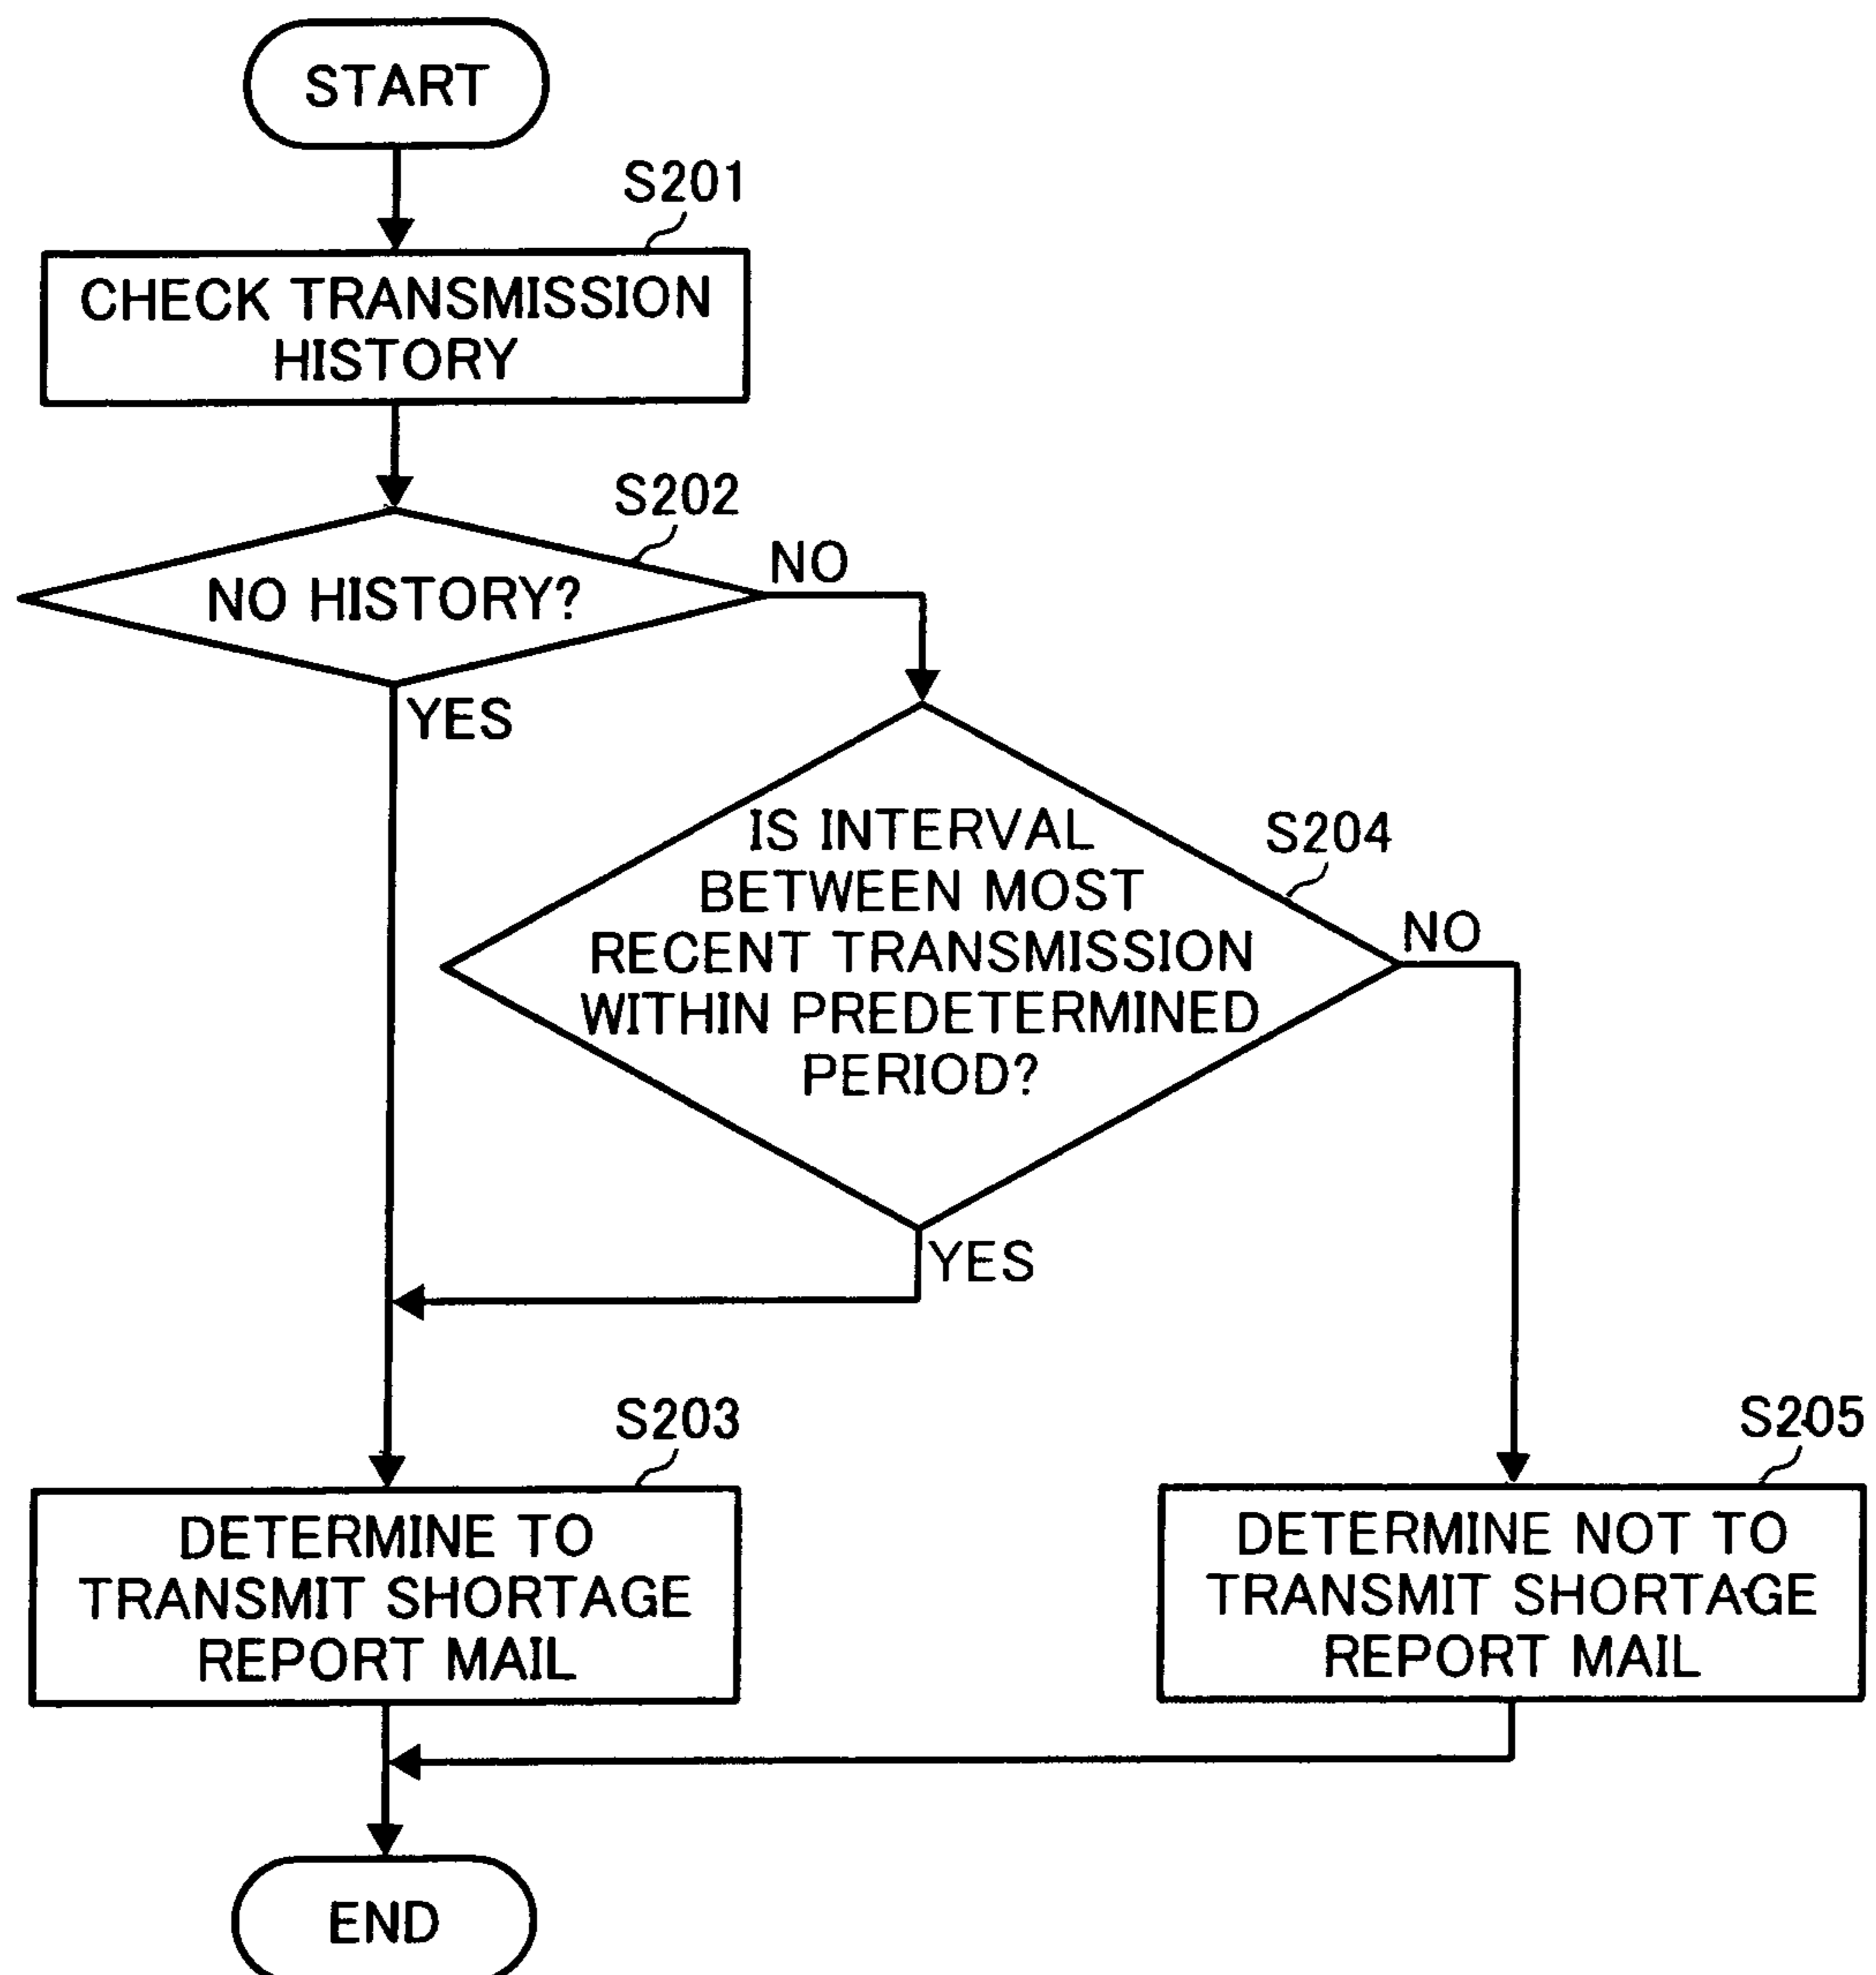 START
S201
CHECK TRANSMISSION
HISTORY
S202
NO HISTORY?
NO
YES
IS INTERVAL
BETWEEN MOST
RECENT TRANSMISSION
WITHIN PREDETERMINED
PERIOD?
S204
NO
YES
S203
DETERMINE TO
TRANSMIT SHORTAGE
REPORT MAIL
S205
DETERMINE NOT TO
TRANSMIT SHORTAGE
REPORT MAIL
END